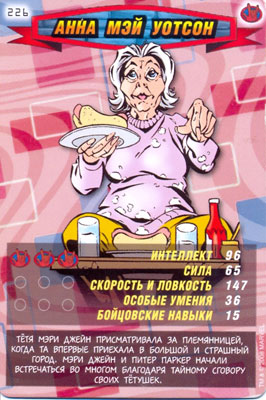 226
АННА МЭЙ УОТСОН
ИНТЕЛЛЕКТ 96
СИЛА 65
СКОРОСТЬ И ЛОВКОСТЬ 147
ОСОБЫЕ УМЕНИЯ 36
БОЙЦОВСКИЕ НАВЫКИ 15
ТЁТЯ МЭРИ ДЖЕЙН ПРИСМАТРИВАЛА ЗА ПЛЕМЯННИЦЕЙ,
КОГДА ТА ВПЕРВЫЕ ПРИЕХАЛА В БОЛЬШОЙ И СТРАШНЫЙ
ГОРОД. МЭРИ ДЖЕЙН И ПИТЕР ПАРКЕР НАЧАЛИ
ВСТРЕЧАТЬСЯ ВО МНОГОМ БЛАГОДАРЯ ТАЙНОМУ СГОВОРУ
СВОИХ ТЁТУШЕК.